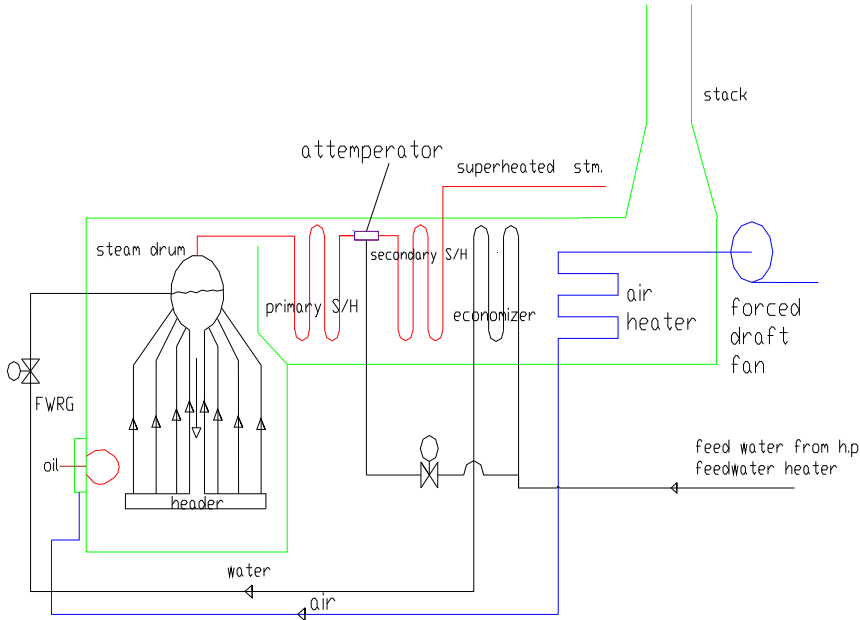 stack
attemperator
superheated stm.
steam drum
secondary S/H
primary S/H
economizer
air
heater
forced
draft
fan
FWRG
oil
header
feed water from h.p
feedwater heater
water
air